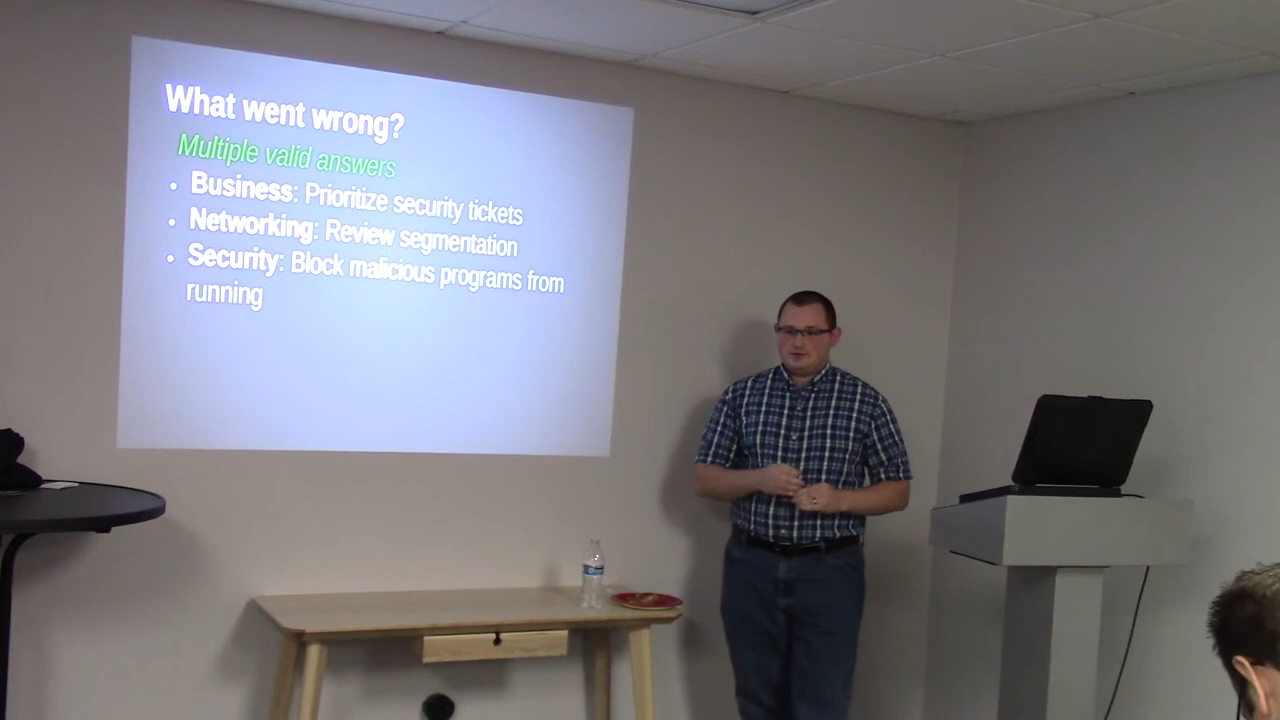 What went wrong?
Multiple valid answers
• Business: Prioritize security tickets
• Networking: Review segmentation
• Security: Block malicious programs from
running